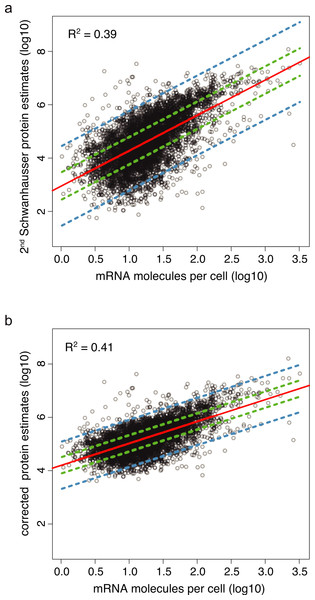 a
R² = 0.39
2nd Schwanhausser protein estimates (log10)
8
6
4
2
0.0 0.5 1.0 1.5 2.0 2.5 3.0 3.5
mRNA molecules per cell (log10)
b
R² = 0.41
corrected protein estimates (log10)
8
6
4
2
0.0 0.5 1.0 1.5 2.0 2.5 3.0 3.5
mRNA molecules per cell (log10)